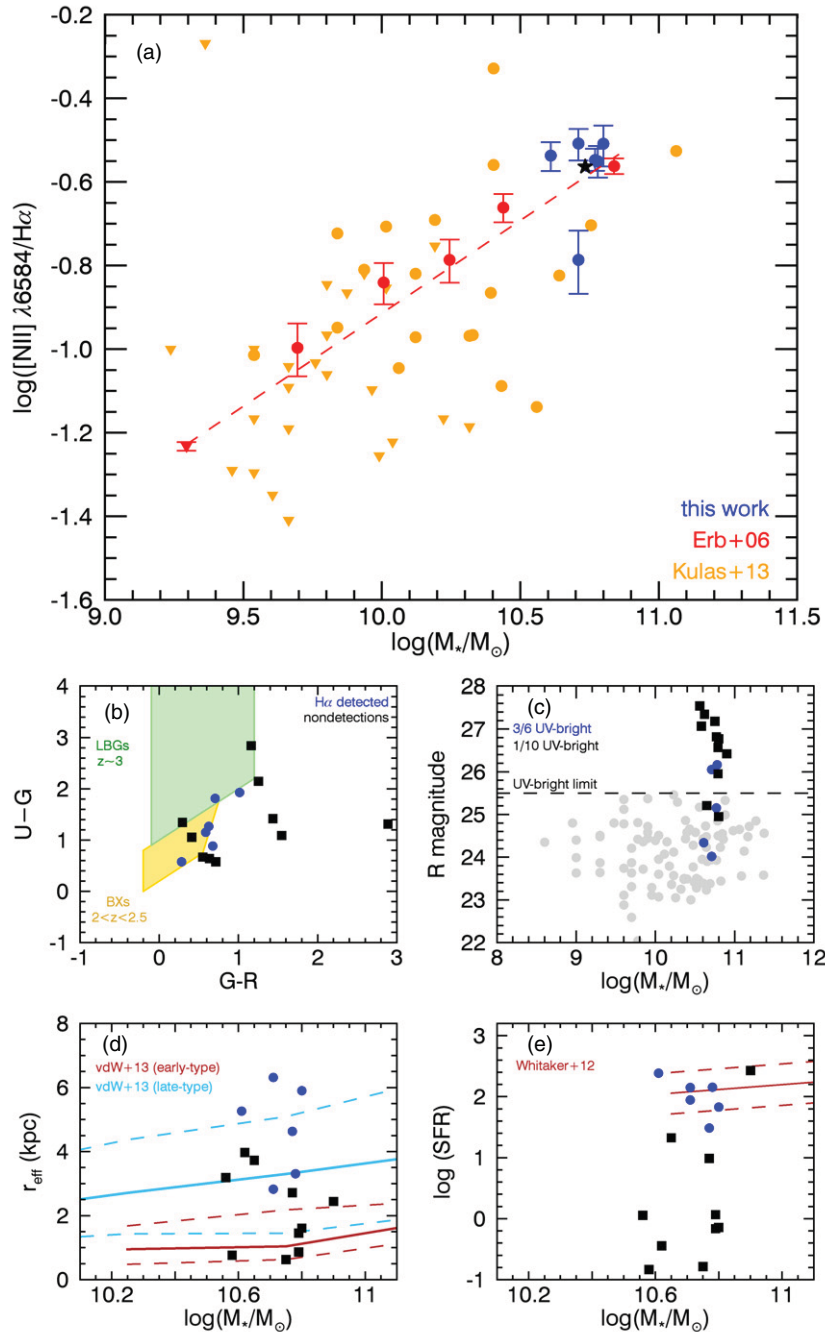 (a)
-0.2
-0.4
-0.6
-0.8
-1.0
-1.2
-1.4
-1.6
log([NII] λ6584/Hα)
this work
Erb+06
Kulas+13
9.0 9.5 10.0 10.5 11.0 11.5
log(M*/M⊙)
(b)
4
3
2
1
0
-1
U-G
LBGs
z~3
Hα detected
nondetections
BXs
2<z<2.5
-1 0 1 2 3
G-R
(c)
28
27
26
25
24
23
22
R magnitude
3/6 UV-bright
1/10 UV-bright
UV-bright limit
8 9 10 11 12
log(M*/M⊙)
(d)
8
6
4
2
0
r_eff (kpc)
vdW+13 (early-type)
vdW+13 (late-type)
10.2 10.6 11
log(M*/M⊙)
(e)
3
2
1
0
-1
log (SFR)
Whitaker+12
10.2 10.6 11
log(M*/M⊙)